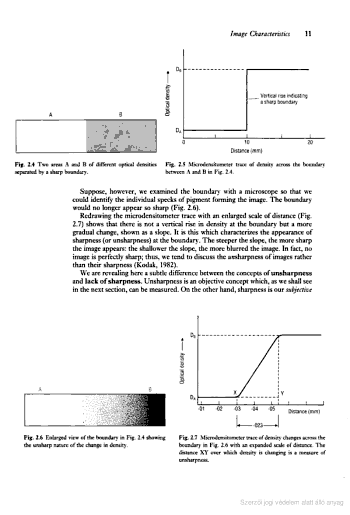 Image Characteristics 11
A B
Optical density
Vertical rise indicating
a sharp boundary
0 10 20
Distance (mm)
Fig. 2.4 Two areas A and B of different optical densities
separated by a sharp boundary.
Fig. 2.5 Microdensitometer trace of density across the boundary
between A and B in Fig. 2.4.
Suppose, however, we examined the boundary with a microscope so that we
could identify the individual specks of pigment forming the image. The boundary
would no longer appear so sharp (Fig. 2.6).
Redrawing the microdensitometer trace with an enlarged scale of distance (Fig.
2.7) shows that there is not a vertical rise in density at the boundary but a more
gradual change, shown as a slope. It is this which characterizes the appearance of
sharpness (or unsharpness) at the boundary. The steeper the slope, the more sharp
the image appears: the shallower the slope, the more blurred the image. In fact, no
image is perfectly sharp; thus, we tend to discuss the unsharpness of images rather
than their sharpness (Kodak, 1982).
We are revealing here a subtle difference between the concepts of unsharpness
and lack of sharpness. Unsharpness is an objective concept which, as we shall see
in the next section, can be measured. On the other hand, sharpness is our subjective
A B
Optical density
X Y
Distance (mm)
Fig. 2.6 Enlarged view of the boundary in Fig. 2.4 showing
the unsharp nature of the change in density.
Fig. 2.7 Microdensitometer trace of density changes across the
boundary in Fig. 2.6 with an expanded scale of distance. The
distance XY over which density is changing is a measure of
unsharpness.
Szerzői jogi védelem alatt álló anyag